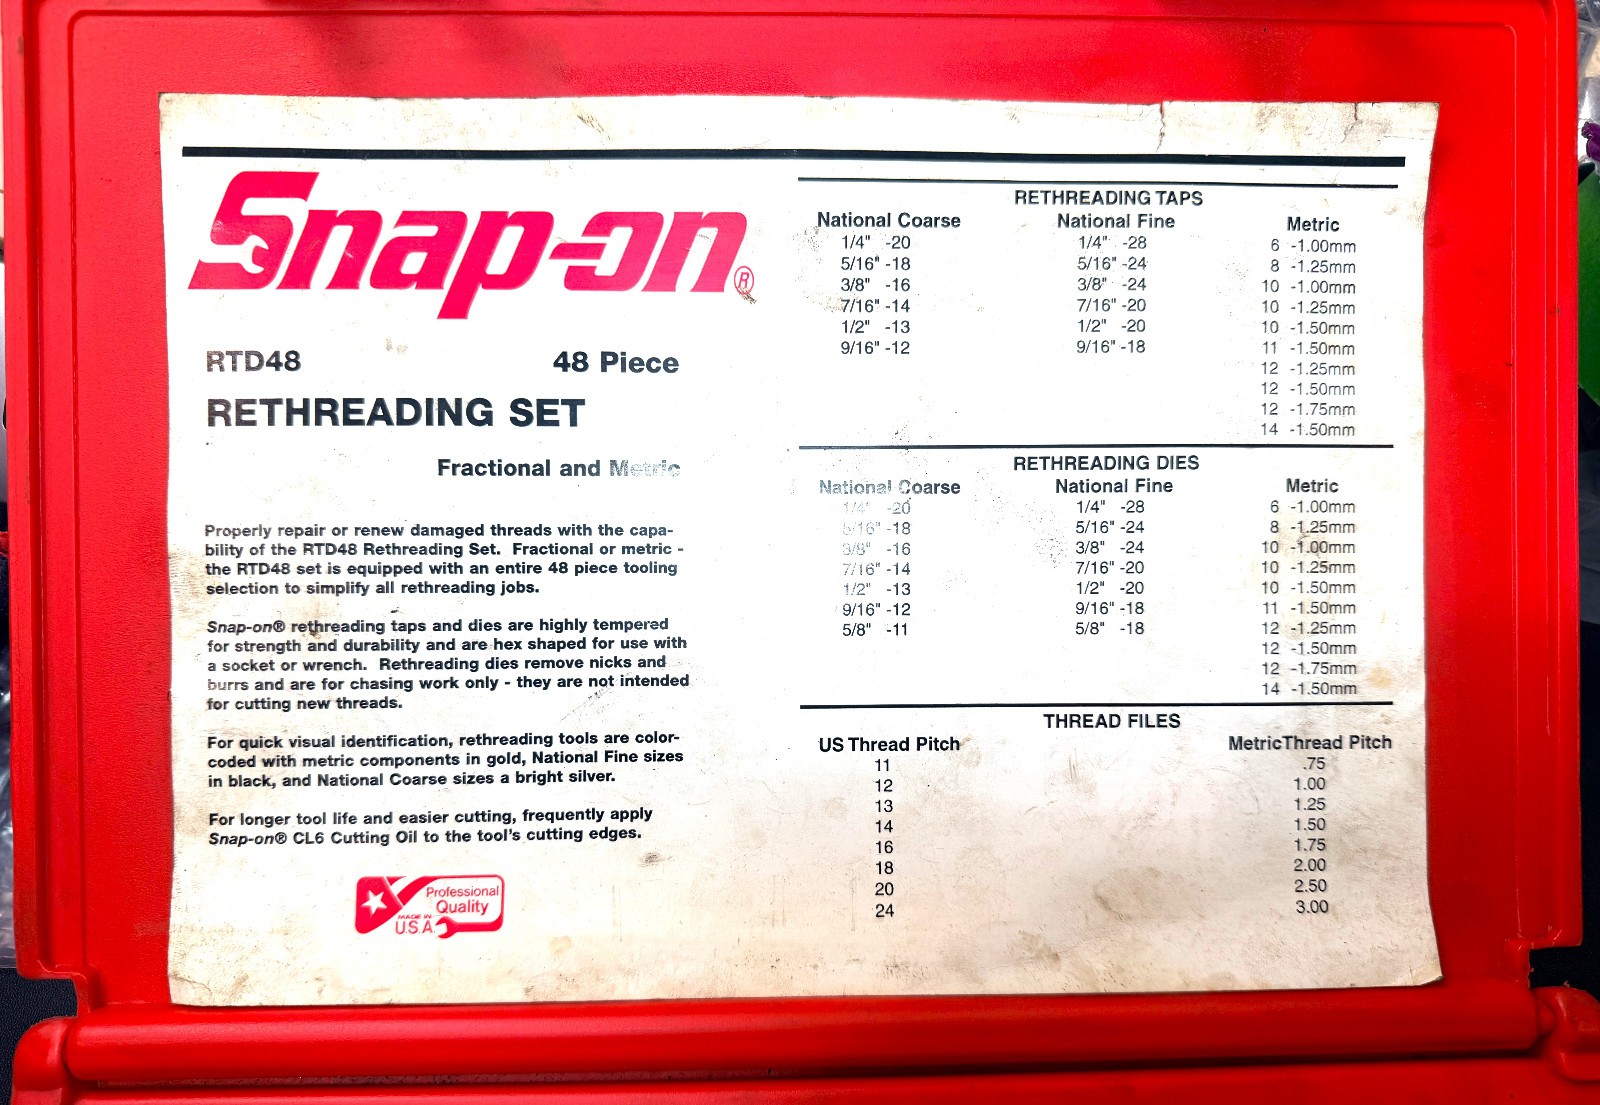 Snap-on®
RTD48 48 Piece
RETHREADING SET
Fractional and Metric
Properly repair or renew damaged threads with the capa-
bility of the RTD48 Rethreading Set. Fractional or metric -
the RTD48 set is equipped with an entire 48 piece tooling
selection to simplify all rethreading jobs.
Snap-on® rethreading taps and dies are highly tempered
for strength and durability and are hex shaped for use with
a socket or wrench. Rethreading dies remove nicks and
burrs and are for chasing work only - they are not intended
for cutting new threads.
For quick visual identification, rethreading tools are color-
coded with metric components in gold, National Fine sizes
in black, and National Coarse sizes a bright silver.
For longer tool life and easier cutting, frequently apply
Snap-on® CL6 Cutting Oil to the tool's cutting edges.
Professional
Quality
MADE IN
U.S.A.
RETHREADING TAPS
National Coarse National Fine Metric
1/4" -20 1/4" -28 6 -1.00mm
5/16" -18 5/16" -24 8 -1.25mm
3/8" -16 3/8" -24 10 -1.00mm
7/16" -14 7/16" -20 10 -1.25mm
1/2" -13 1/2" -20 10 -1.50mm
9/16" -12 9/16" -18 11 -1.50mm
12 -1.25mm
12 -1.50mm
12 -1.75mm
14 -1.50mm
RETHREADING DIES
National Coarse National Fine Metric
1/4" -20 1/4" -28 6 -1.00mm
5/16" -18 5/16" -24 8 -1.25mm
3/8" -16 3/8" -24 10 -1.00mm
7/16" -14 7/16" -20 10 -1.25mm
1/2" -13 1/2" -20 10 -1.50mm
9/16" -12 9/16" -18 11 -1.50mm
5/8" -11 5/8" -18 12 -1.25mm
12 -1.50mm
12 -1.75mm
14 -1.50mm
THREAD FILES
US Thread Pitch MetricThread Pitch
11 .75
12 1.00
13 1.25
14 1.50
16 1.75
18 2.00
20 2.50
24 3.00